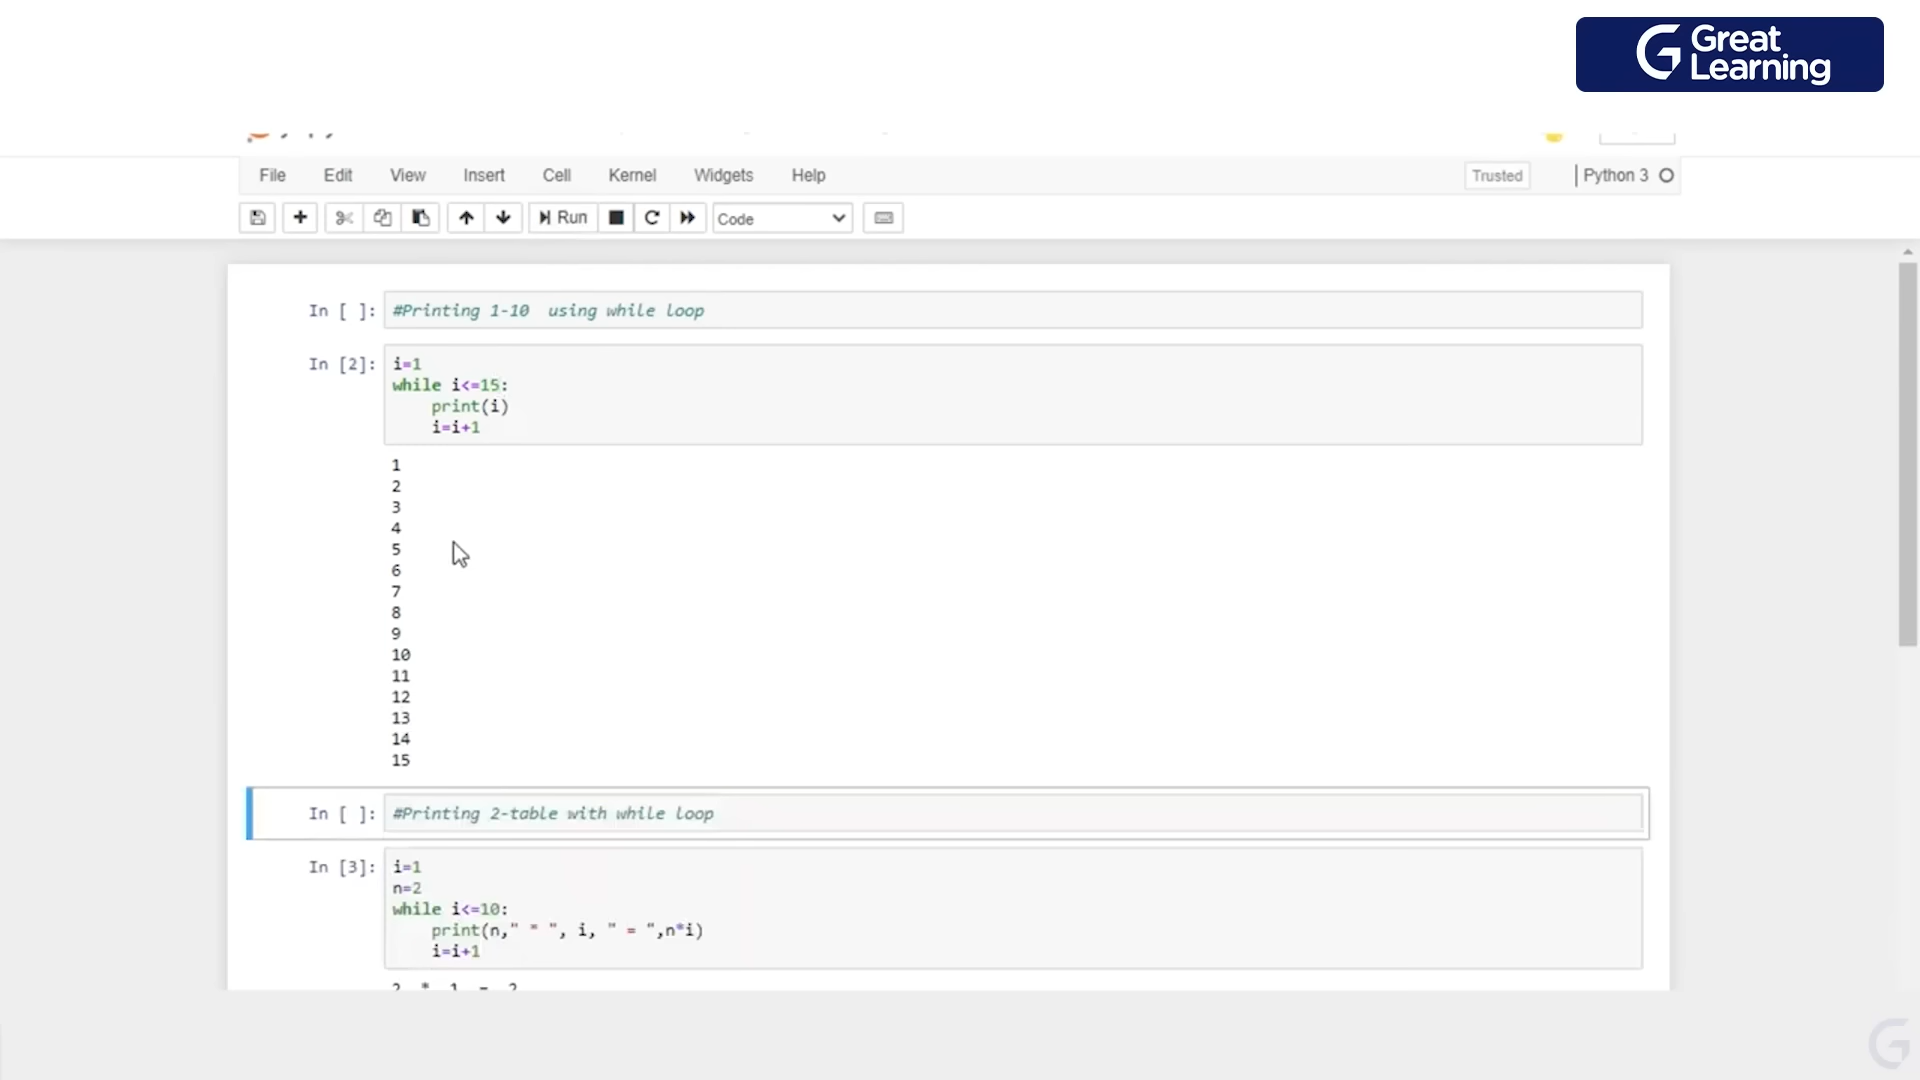 Great
Learning
File Edit View Insert Cell Kernel Widgets Help Trusted Python 3
Run Code
In [ ]: #Printing 1-10  using while loop
In [2]: i=1
while i<=15:
    print(i)
    i=i+1
1
2
3
4
5
6
7
8
9
10
11
12
13
14
15
In [ ]: #Printing 2-table with while loop
In [3]: i=1
n=2
while i<=10:
    print(n," * ", i, " = ",n*i)
    i=i+1
2  *  1  =  2